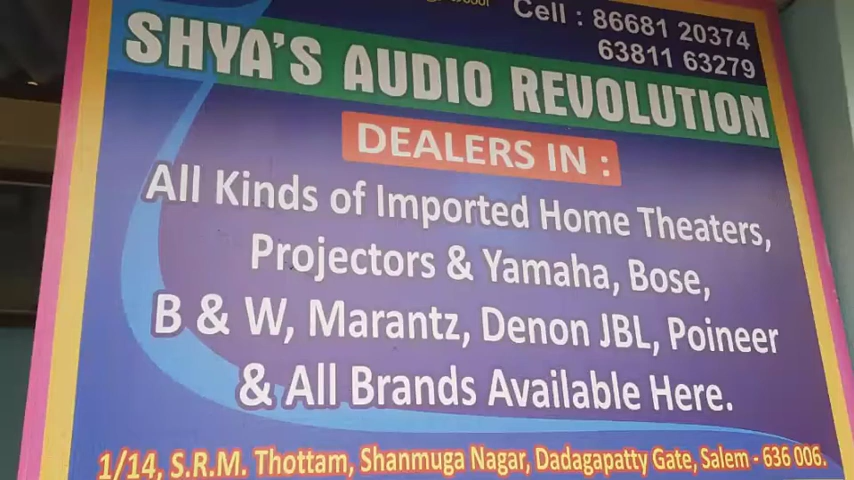 Cell : 86681 20374
63811 63279
SHYA'S AUDIO REVOLUTION
DEALERS IN :
All Kinds of Imported Home Theaters,
Projectors & Yamaha, Bose,
B & W, Marantz, Denon JBL, Poineer
& All Brands Available Here.
1/14, S.R.M. Thottam, Shanmuga Nagar, Dadagapatty Gate, Salem - 636 006.